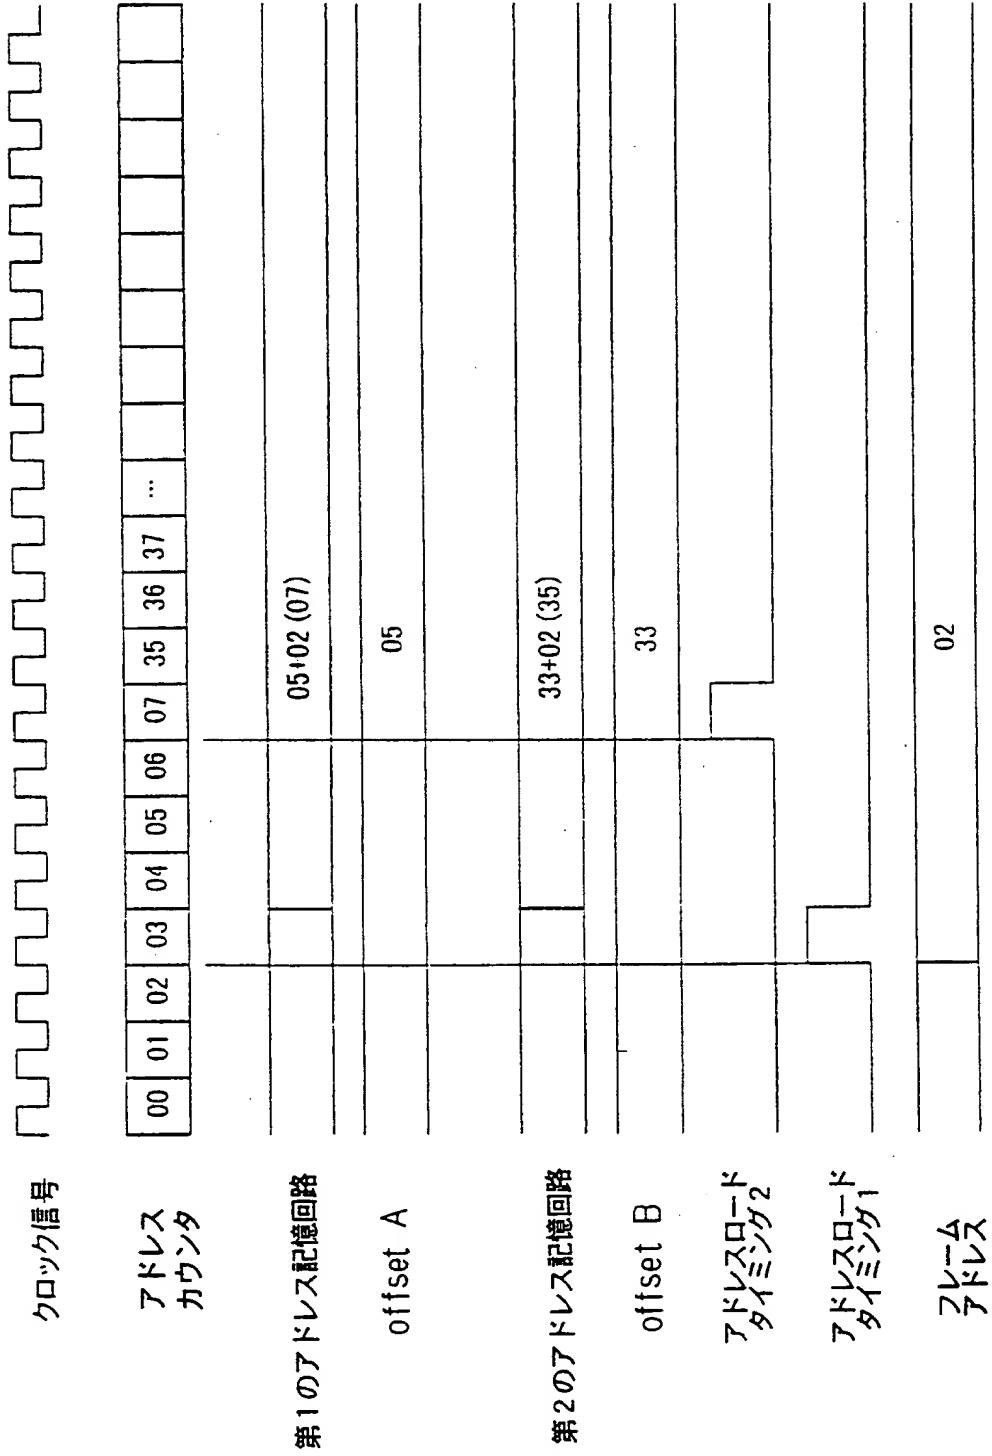 クロック信号
アドレス
カウンタ
00 01 02 03 04 05 06 07 35 36 37 …
第1のアドレス記憶回路
05+02 (07)
offset A
05
第2のアドレス記憶回路
33+02 (35)
offset B
33
アドレスロード
タイミング2
アドレスロード
タイミング1
フレーム
アドレス
02